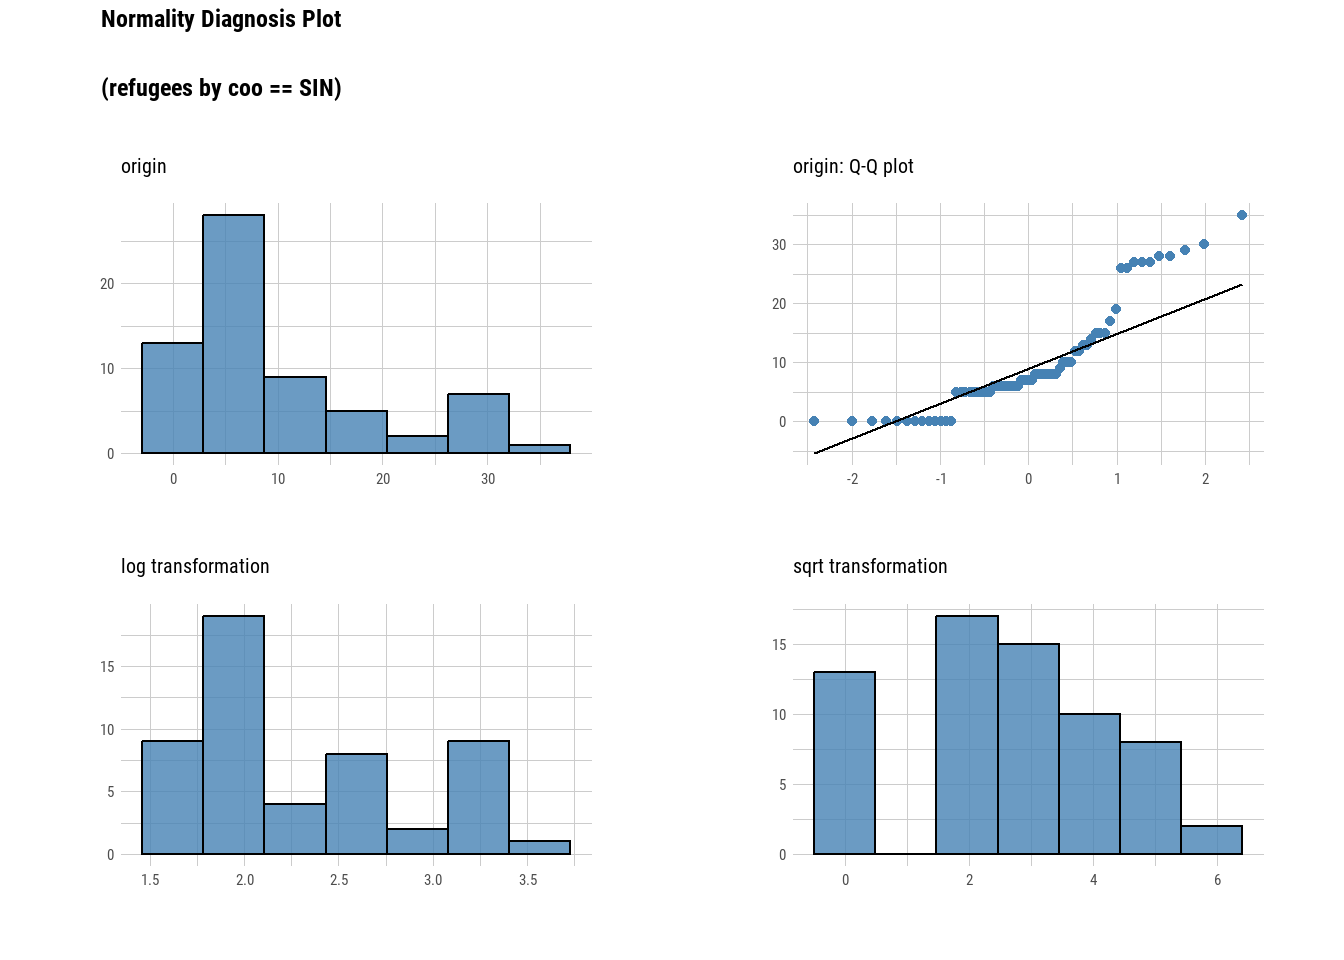 Normality Diagnosis Plot
(refugees by coo == SIN)
origin
20
10
0
0 10 20 30
origin: Q-Q plot
30
20
10
0
-2 -1 0 1 2
log transformation
15
10
5
0
1.5 2.0 2.5 3.0 3.5
sqrt transformation
15
10
5
0
0 2 4 6